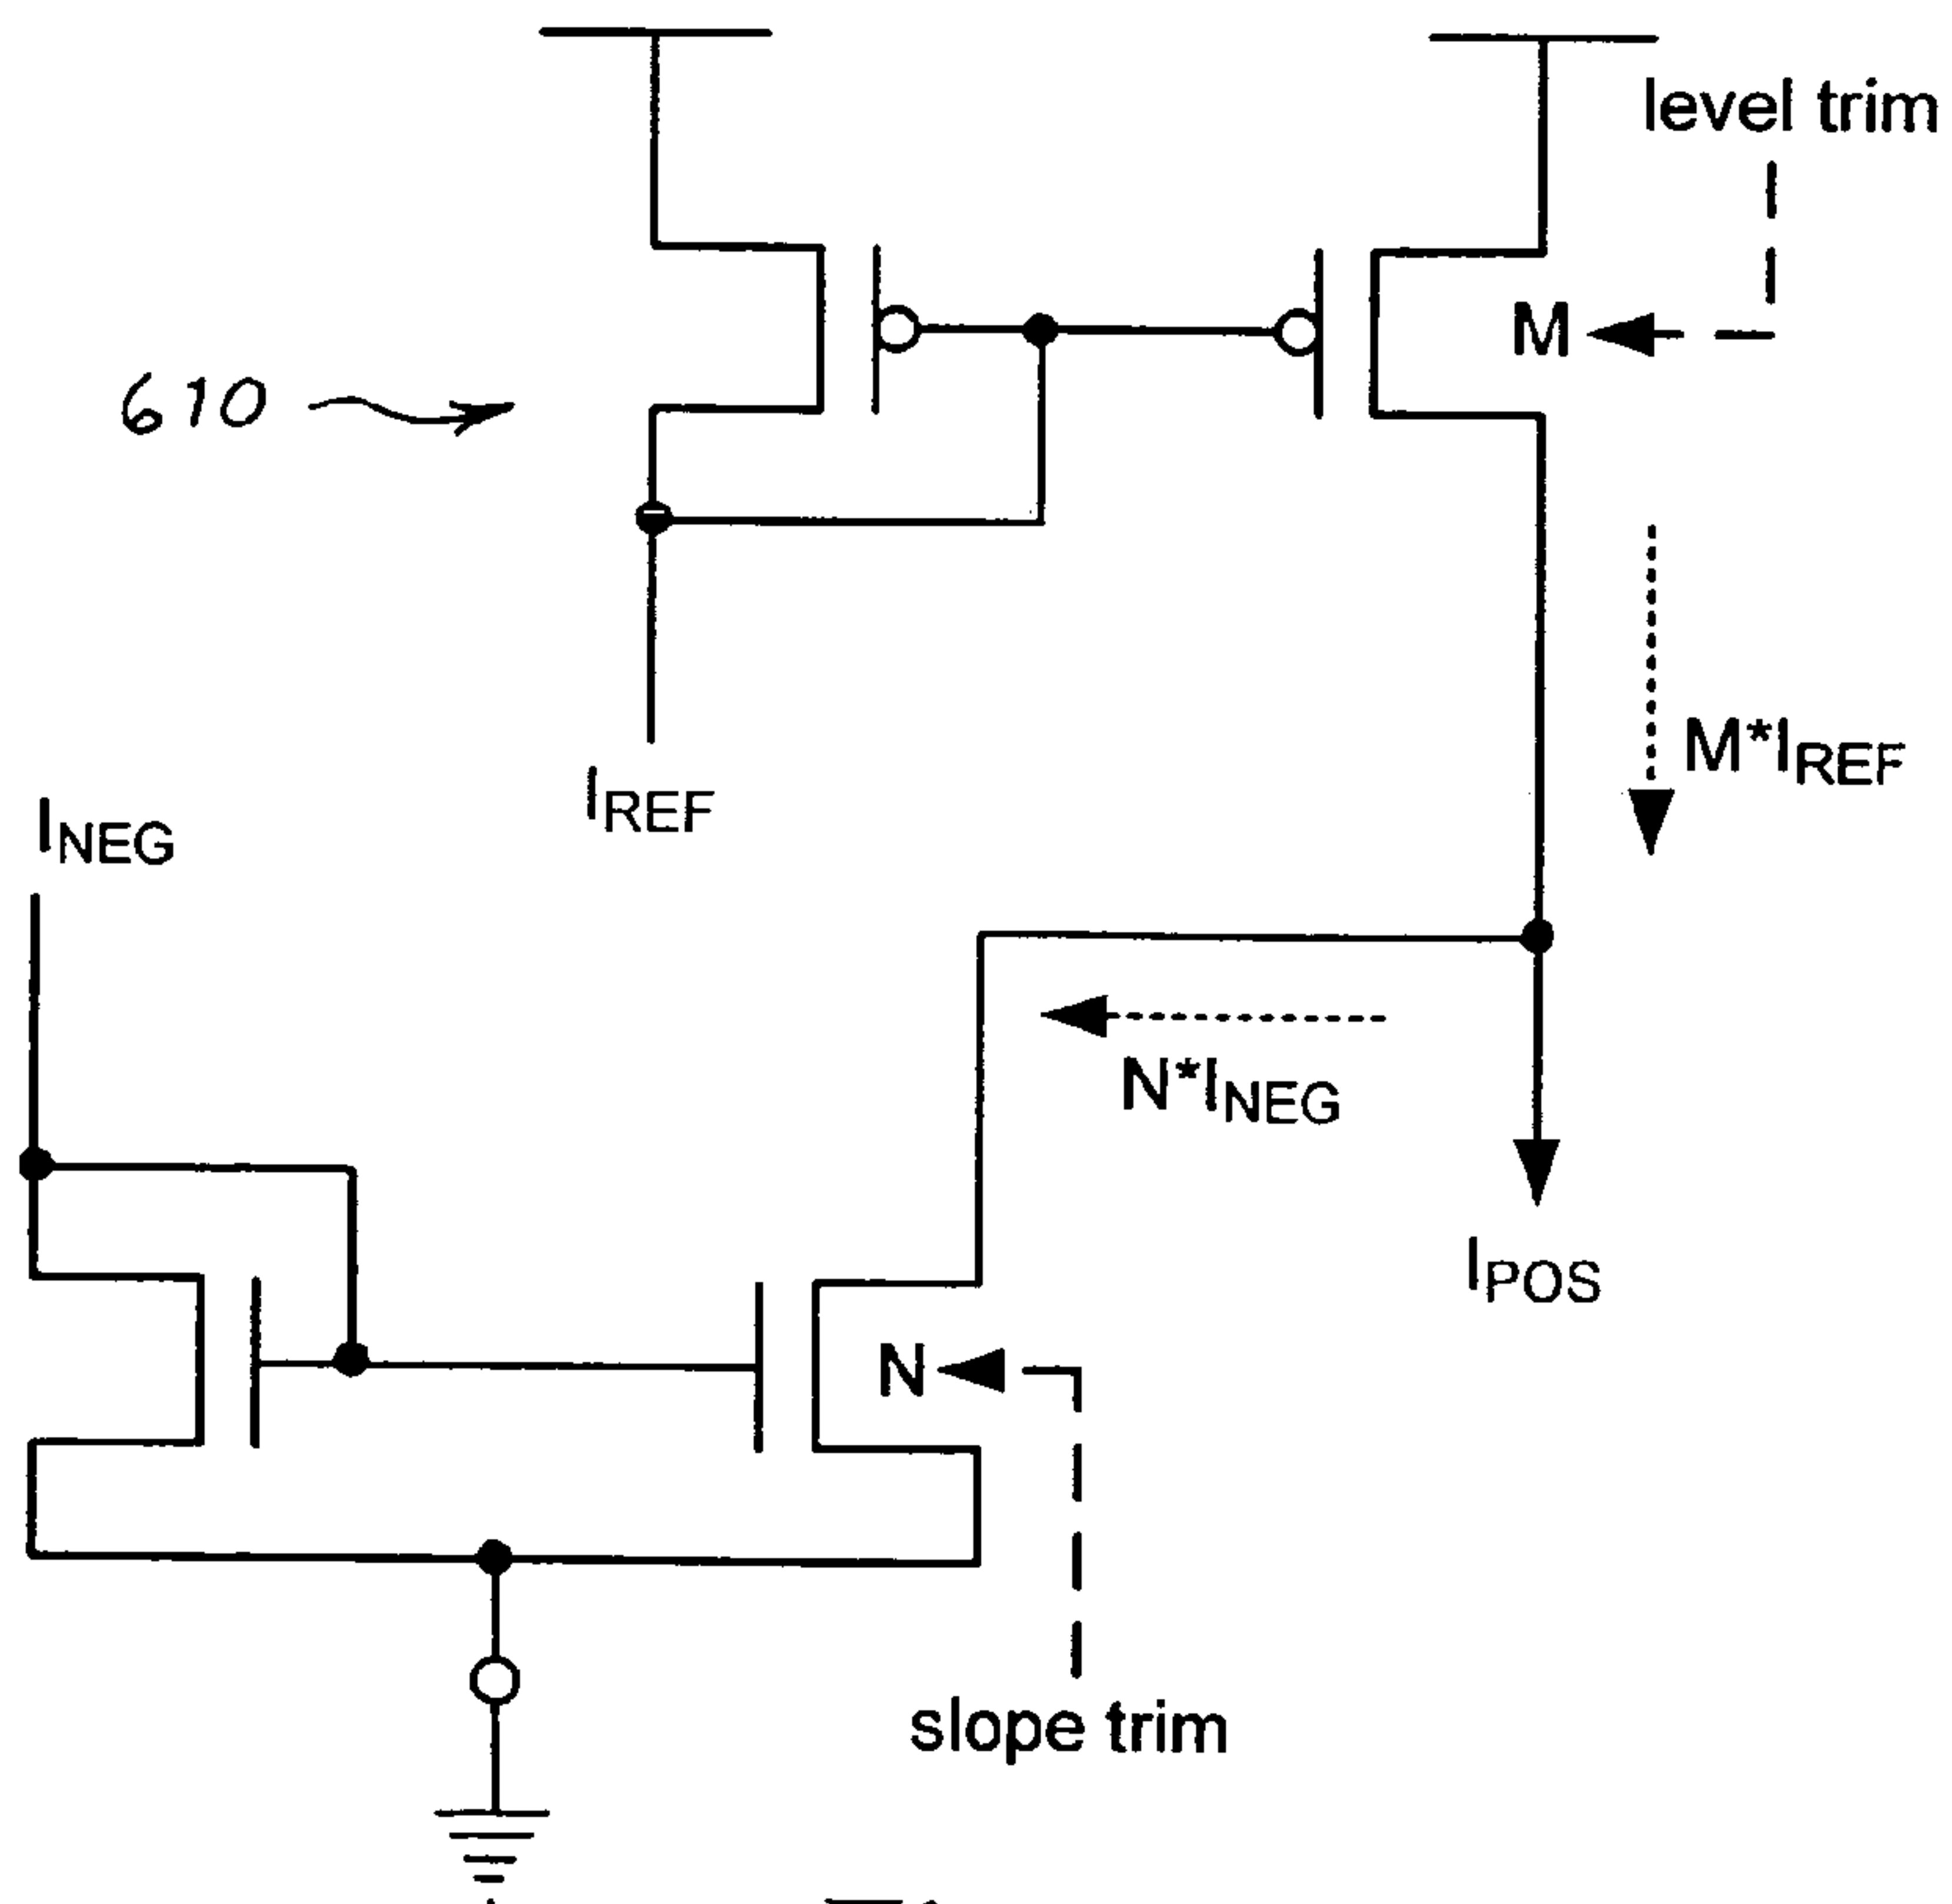 level trim
M
610
M*IREF
IREF
INEG
N*INEG
IPOS
N
slope trim